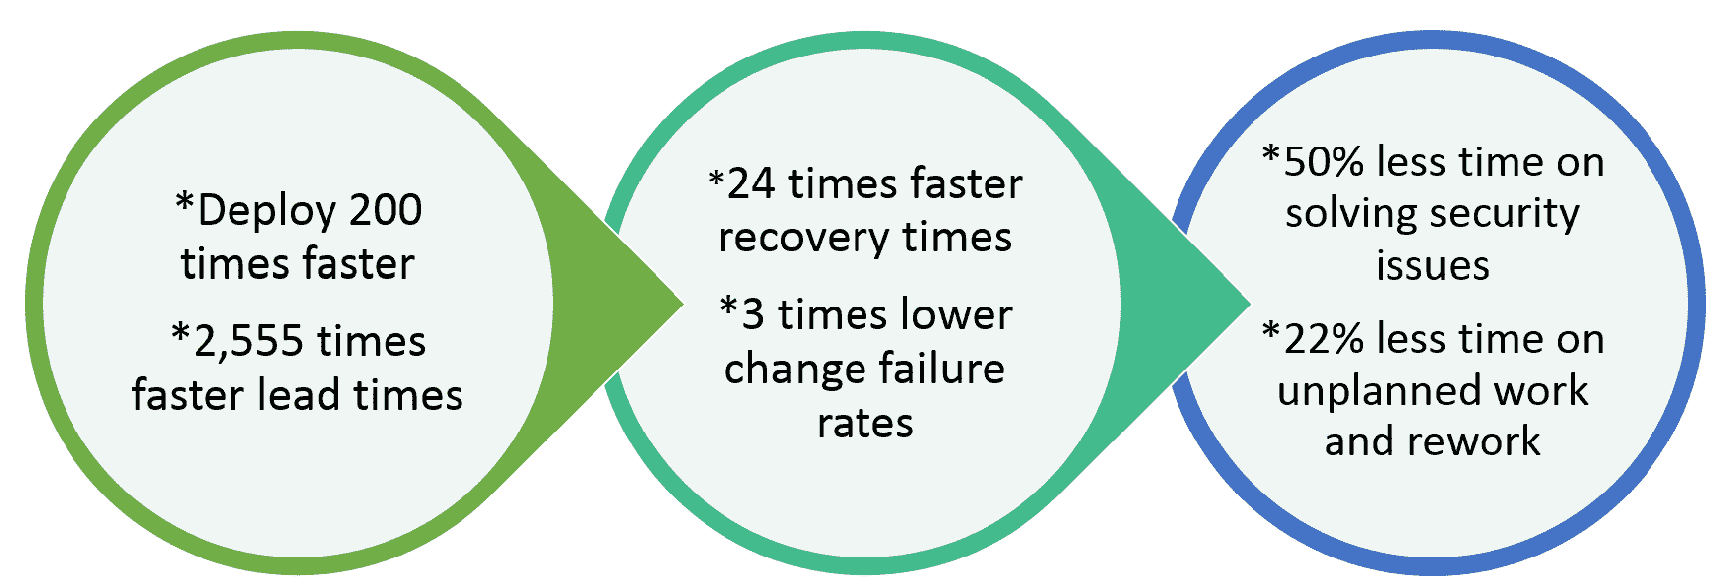 *Deploy 200
times faster
*2,555 times
faster lead times
*24 times faster
recovery times
*3 times lower
change failure
rates
*50% less time on
solving security
issues
*22% less time on
unplanned work
and rework